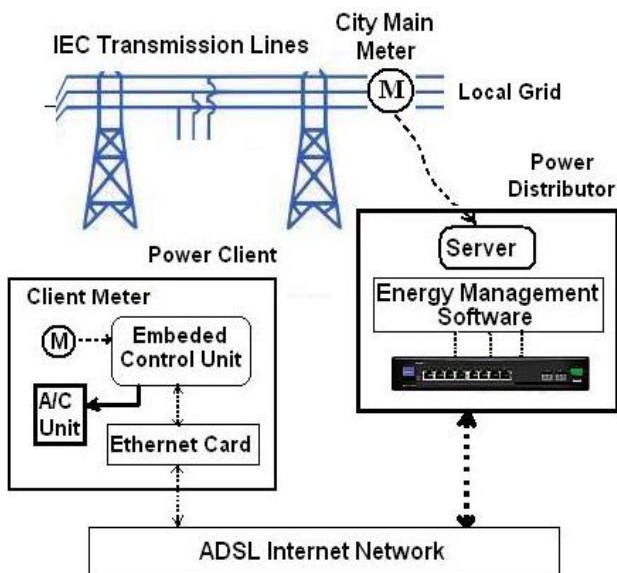 IEC Transmission Lines
City Main
Meter
M
Local Grid
Power
Distributor
Server
Energy Management
Software
Power Client
Client Meter
M
Embeded
Control Unit
A/C
Unit
Ethernet Card
ADSL Internet Network